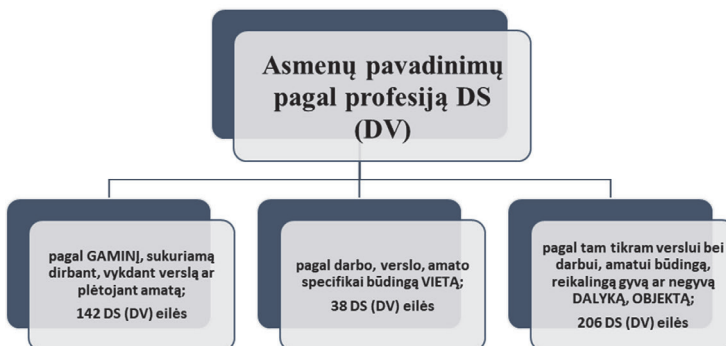 Asmenų pavadinimų
pagal profesiją DS
(DV)
pagal GAMINĮ, sukuriamą
dirbant, vykdant verslą ar
plėtojant amatą;
142 DS (DV) eilės
pagal darbo, verslo, amato
specifikai būdingą VIETĄ;
38 DS (DV) eilės
pagal tam tikram verslui bei
darbui, amatui būdingą,
reikalingą gyvą ar negyvą
DALYKĄ, OBJEKTĄ;
206 DS (DV) eilės